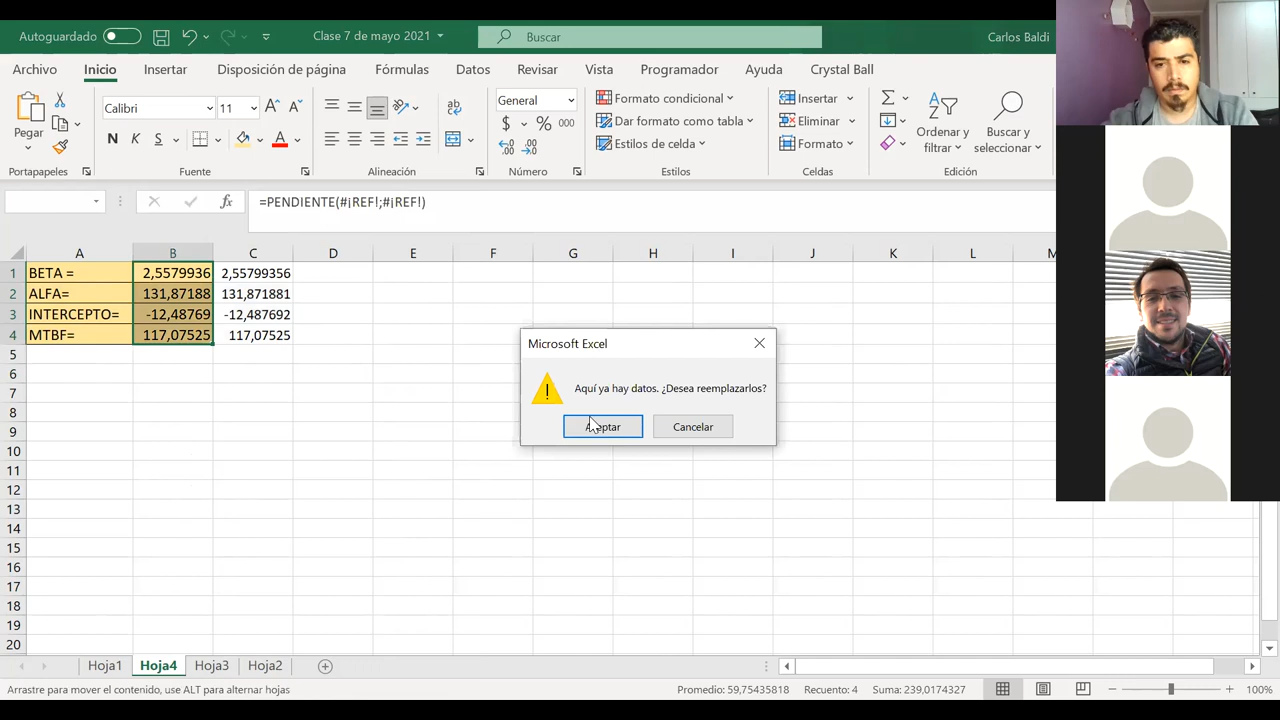 Autoguardado
Clase 7 de mayo 2021
Buscar
Carlos Baldi
Archivo Inicio Insertar Disposición de página Fórmulas Datos Revisar Vista Programador Ayuda Crystal Ball
Pegar
Calibri 11
N K S
A
ab
General
$ % 000
Formato condicional
Dar formato como tabla
Estilos de celda
Insertar
Eliminar
Formato
Ordenar y filtrar
Buscar y seleccionar
Portapapeles Fuente Alineación Número Estilos Celdas Edición
fx =PENDIENTE(#¡REF!;#¡REF!)
A B C D E F G H I J K L M
1 BETA = 2,5579936 2,55799356
2 ALFA= 131,87188 131,871881
3 INTERCEPTO= -12,48769 -12,487692
4 MTBF= 117,07525 117,07525
5
6
7
8
9
10
11
12
13
14
15
16
17
18
19
20
Microsoft Excel
Aquí ya hay datos. ¿Desea reemplazarlos?
Aceptar Cancelar
Hoja1 Hoja4 Hoja3 Hoja2
Arrastre para mover el contenido, use ALT para alternar hojas Promedio: 59,75435818 Recuento: 4 Suma: 239,0174327 100%